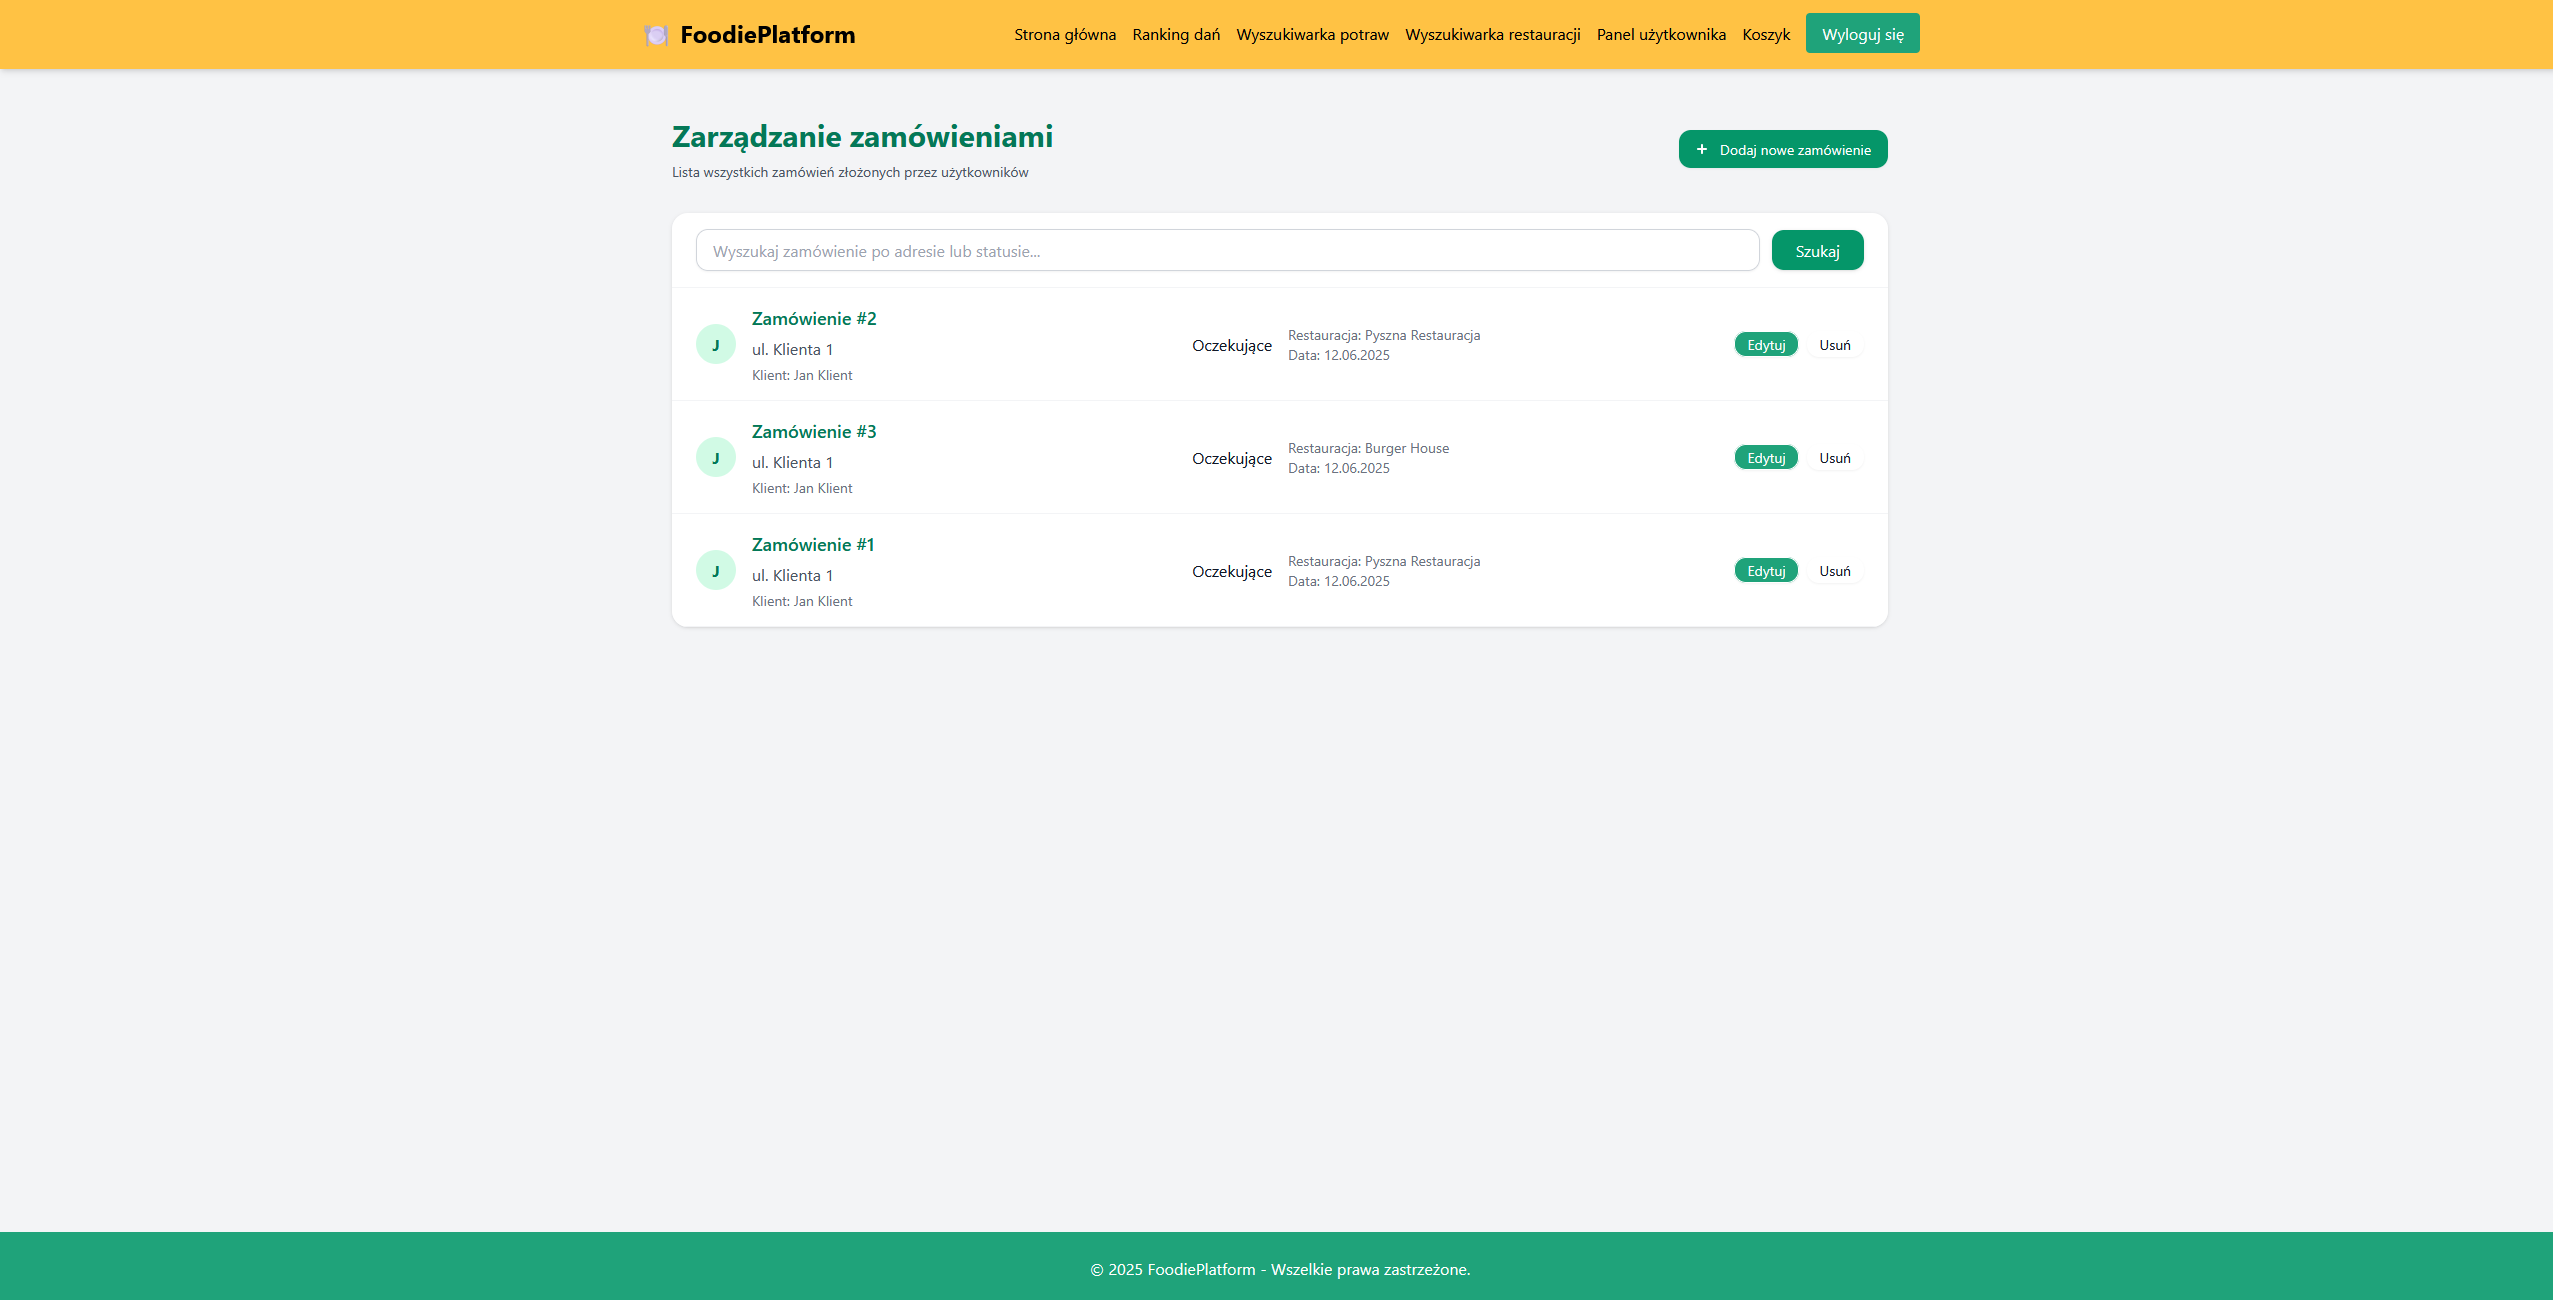 FoodiePlatform
Strona główna Ranking dań Wyszukiwarka potraw Wyszukiwarka restauracji Panel użytkownika Koszyk Wyloguj się
Zarządzanie zamówieniami
Lista wszystkich zamówień złożonych przez użytkowników
+ Dodaj nowe zamówienie
Wyszukaj zamówienie po adresie lub statusie...
Szukaj
J
Zamówienie #2
ul. Klienta 1
Klient: Jan Klient
Oczekujące
Restauracja: Pyszna Restauracja
Data: 12.06.2025
Edytuj
Usuń
J
Zamówienie #3
ul. Klienta 1
Klient: Jan Klient
Oczekujące
Restauracja: Burger House
Data: 12.06.2025
Edytuj
Usuń
J
Zamówienie #1
ul. Klienta 1
Klient: Jan Klient
Oczekujące
Restauracja: Pyszna Restauracja
Data: 12.06.2025
Edytuj
Usuń
© 2025 FoodiePlatform - Wszelkie prawa zastrzeżone.